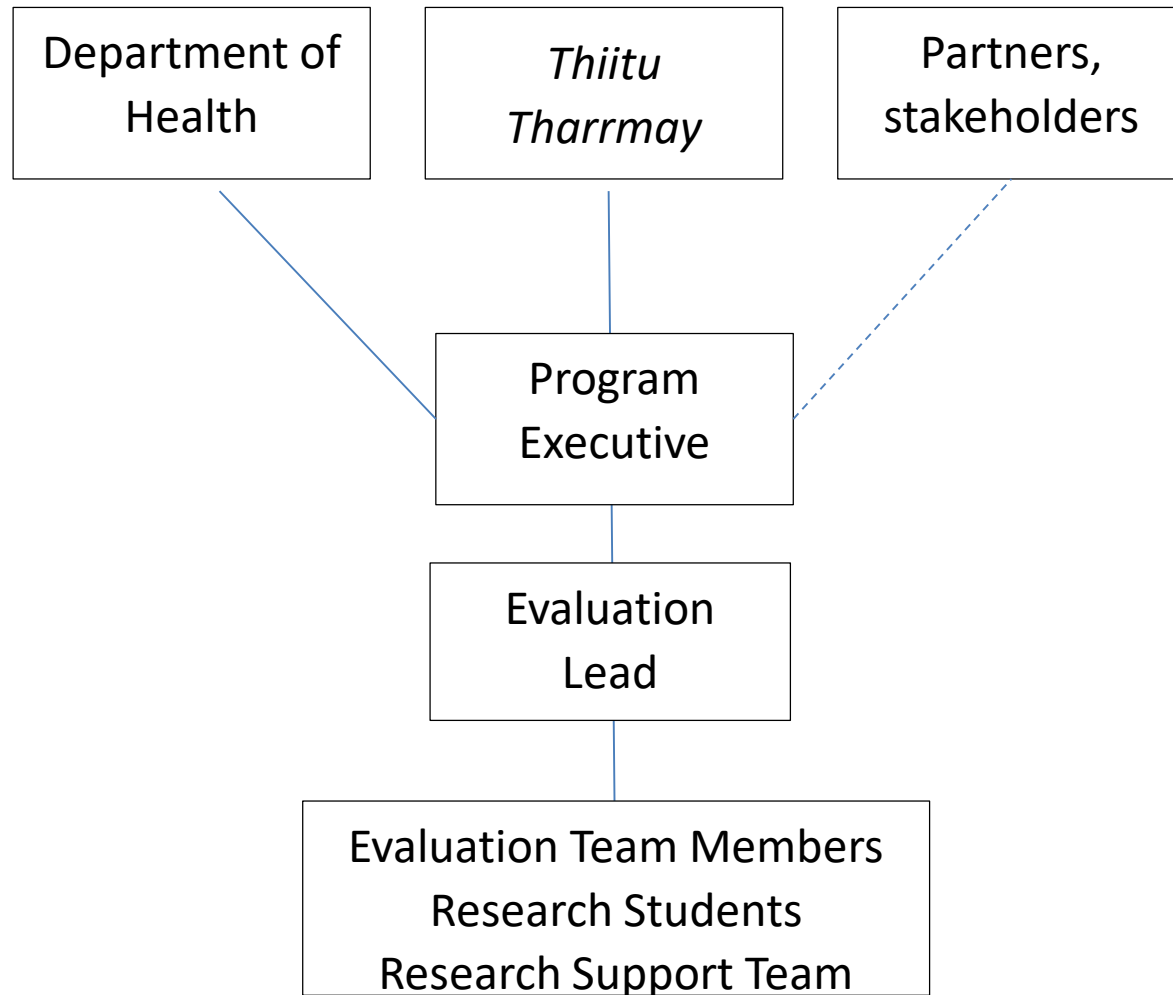 Department of
Health
Thiitu
Tharrmay
Partners,
stakeholders
Program
Executive
Evaluation
Lead
Evaluation Team Members
Research Students
Research Support Team